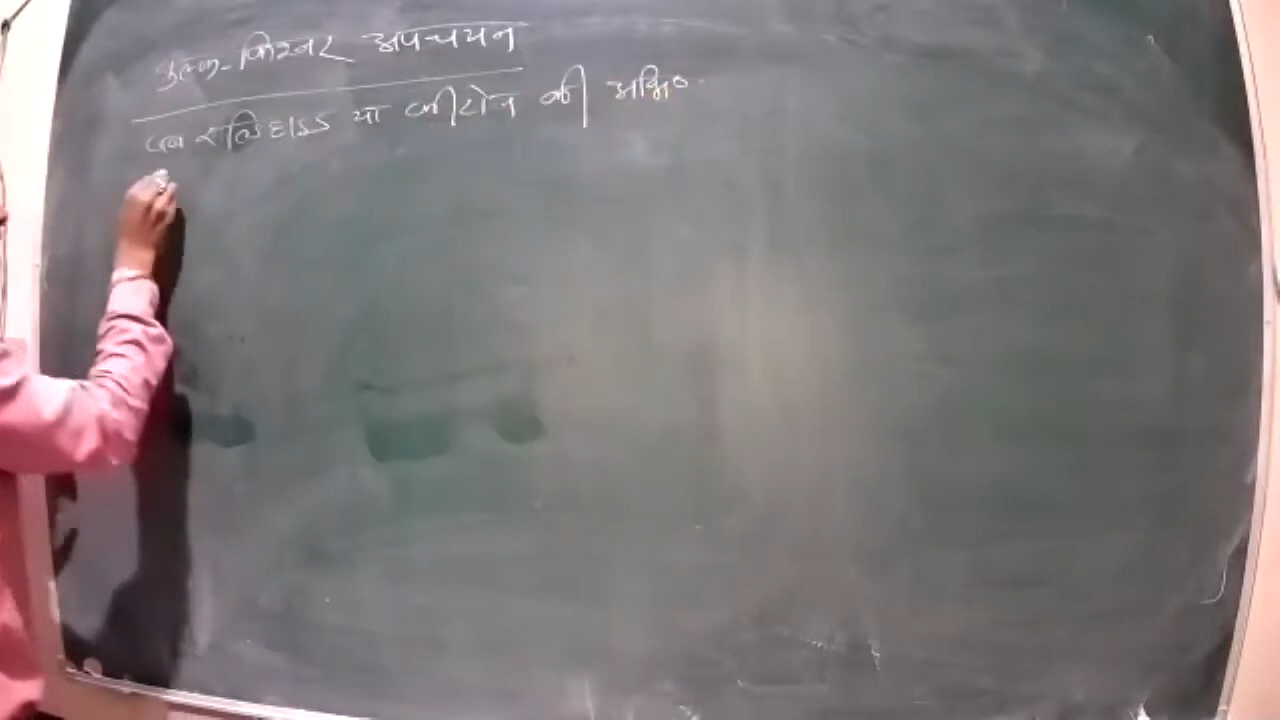 वुल्फ-किश्नर अपचयन
जब एल्डिहाइड या कीटोन की अभि०